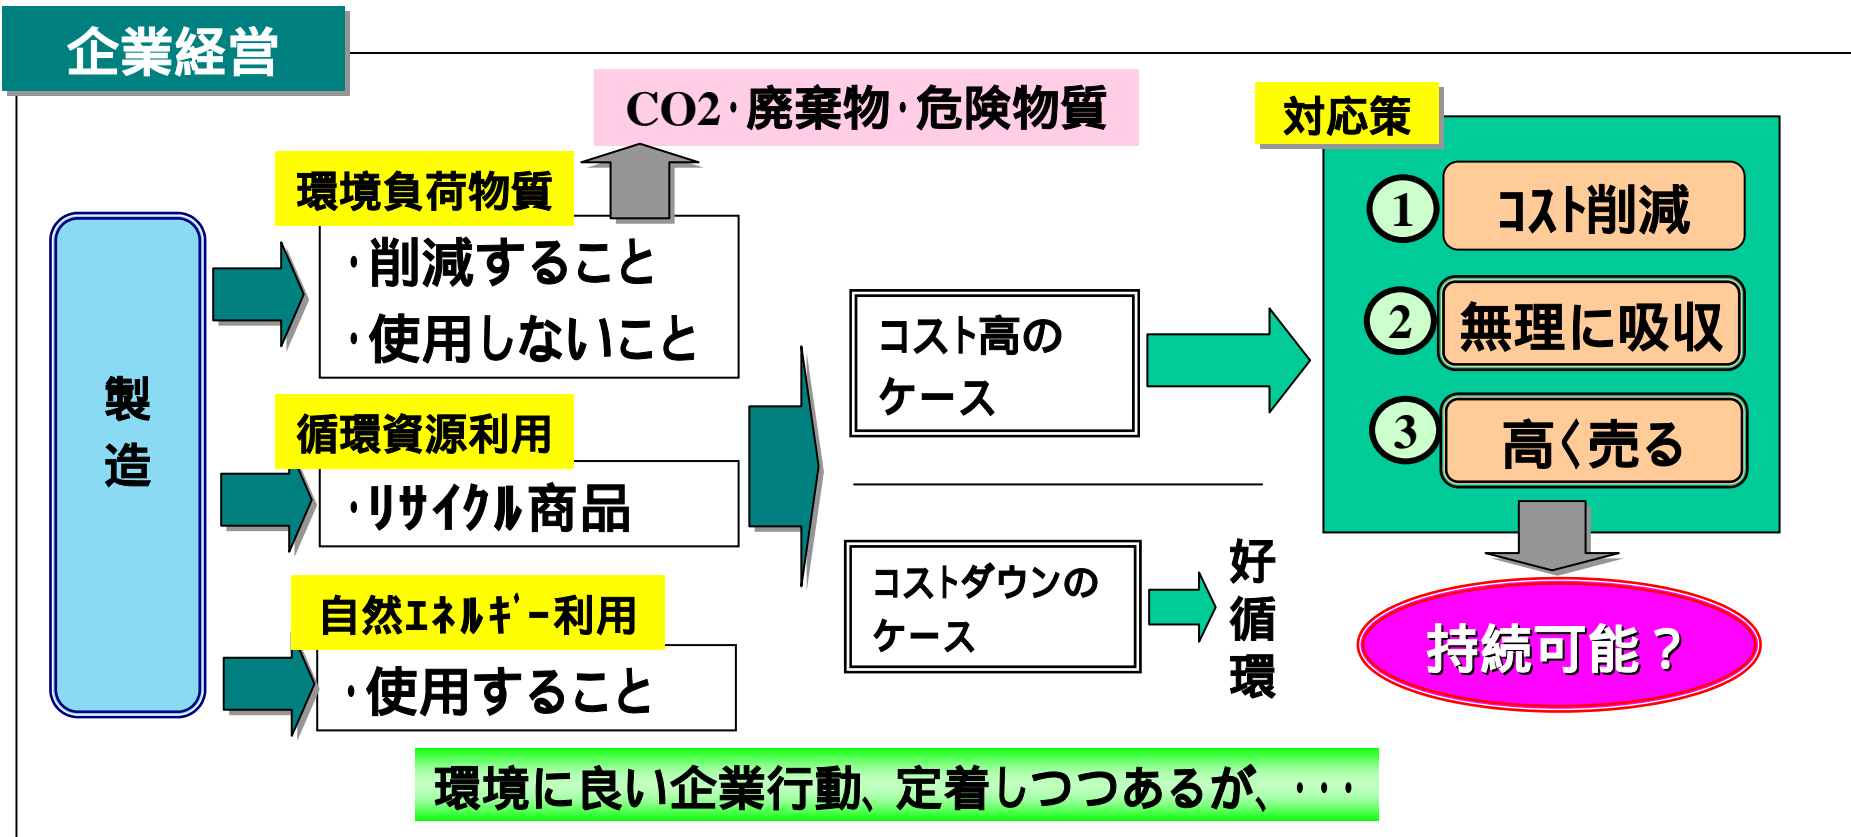 企業経営
CO2・廃棄物・危険物質
対応策
環境負荷物質
・削減すること
・使用しないこと
製造
循環資源利用
・ﾘｻｲｸﾙ商品
自然ｴﾈﾙｷﾞｰ利用
・使用すること
コスト高の
ケース
コストダウンの
ケース
好循環
1 ｺｽﾄ削減
2 無理に吸収
3 高く売る
持続可能？
環境に良い企業行動、定着しつつあるが、・・・